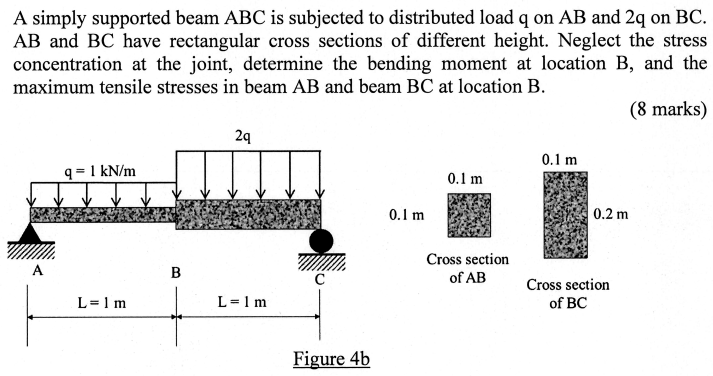 A simply supported beam ABC is subjected to distributed load q on AB and 2q on BC.
AB and BC have rectangular cross sections of different height. Neglect the stress
concentration at the joint, determine the bending moment at location B, and the
maximum tensile stresses in beam AB and beam BC at location B.
(8 marks)
2q
q = 1 kN/m
0.1 m
0.1 m
0.1 m
0.2 m
Cross section
of AB
Cross section
of BC
A
B
C
L = 1 m
L = 1 m
Figure 4b